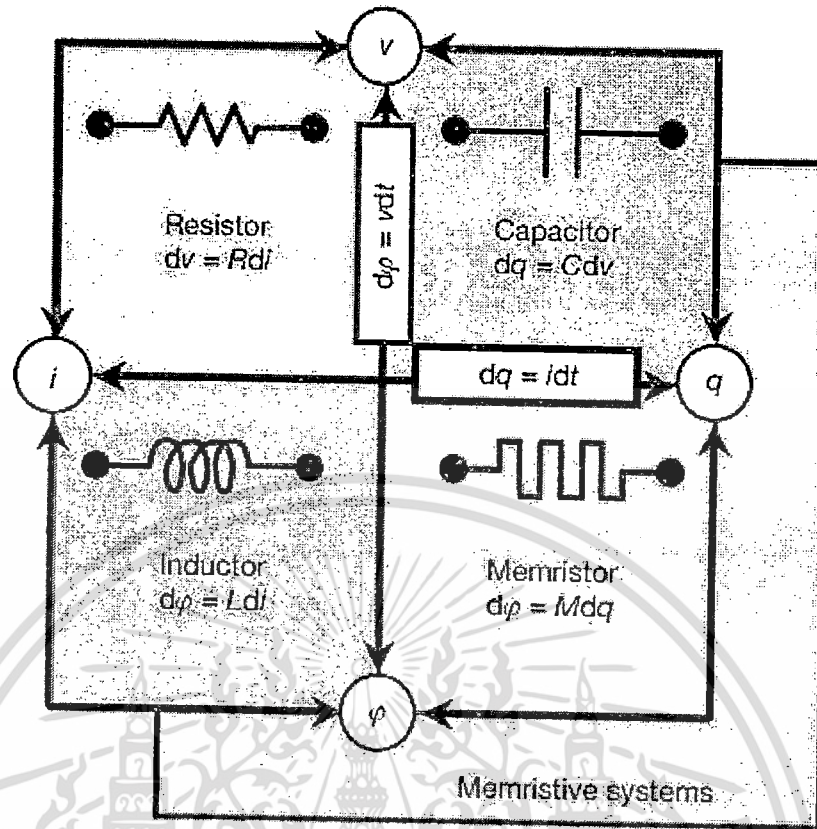 v
Resistor
dv = Rdi
dφ = vdt
Capacitor
dq = Cdv
i
dq = idt
q
Inductor
dφ = Ldi
Memristor
dφ = Mdq
φ
Memristive systems